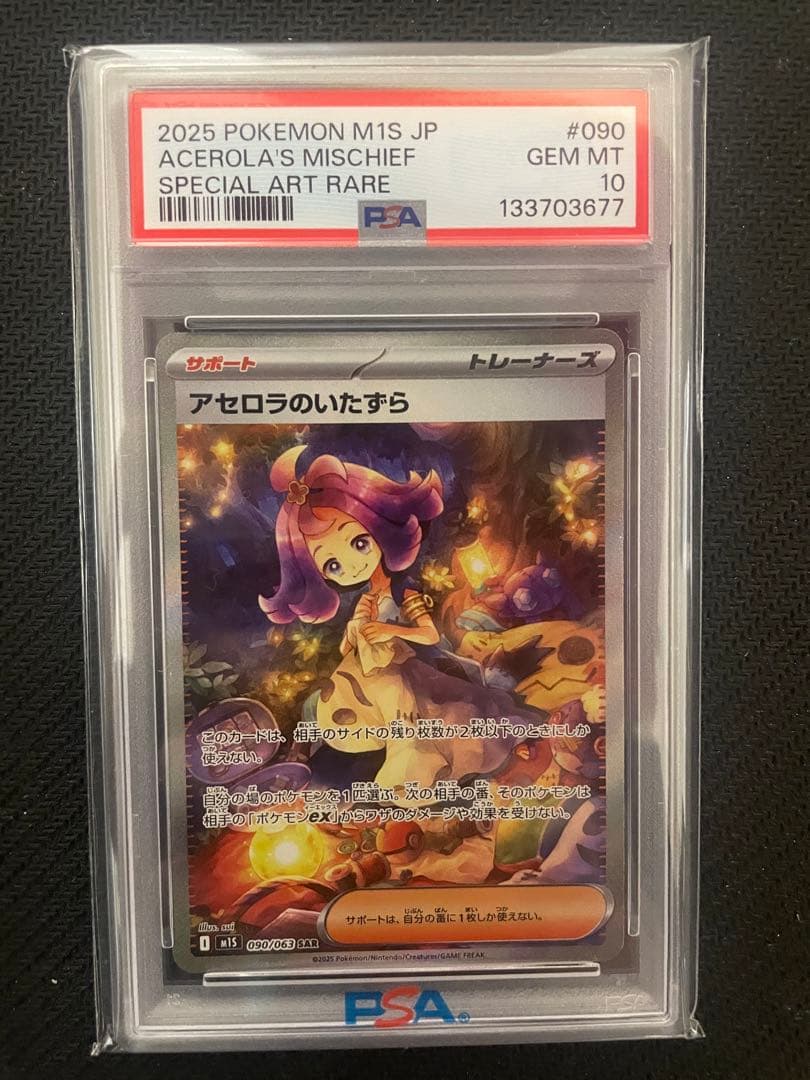 2025 POKEMON M1S JP #090
ACEROLA'S MISCHIEF GEM MT
SPECIAL ART RARE 10
PSA 133703677
サポート トレーナーズ
アセロラのいたずら
このカードは、相手のサイドの残り枚数が2枚以下のときにしか
使えない。
自分の場のポケモンを1匹選ぶ。次の相手の番、そのポケモンは
相手の「ポケモンex」からワザのダメージや効果を受けない。
サポートは、自分の番に1枚しか使えない。
illus. sui
I M1S 090/063 SAR
©2025 Pokémon/Nintendo/Creatures/GAME FREAK
PSA®
PSA